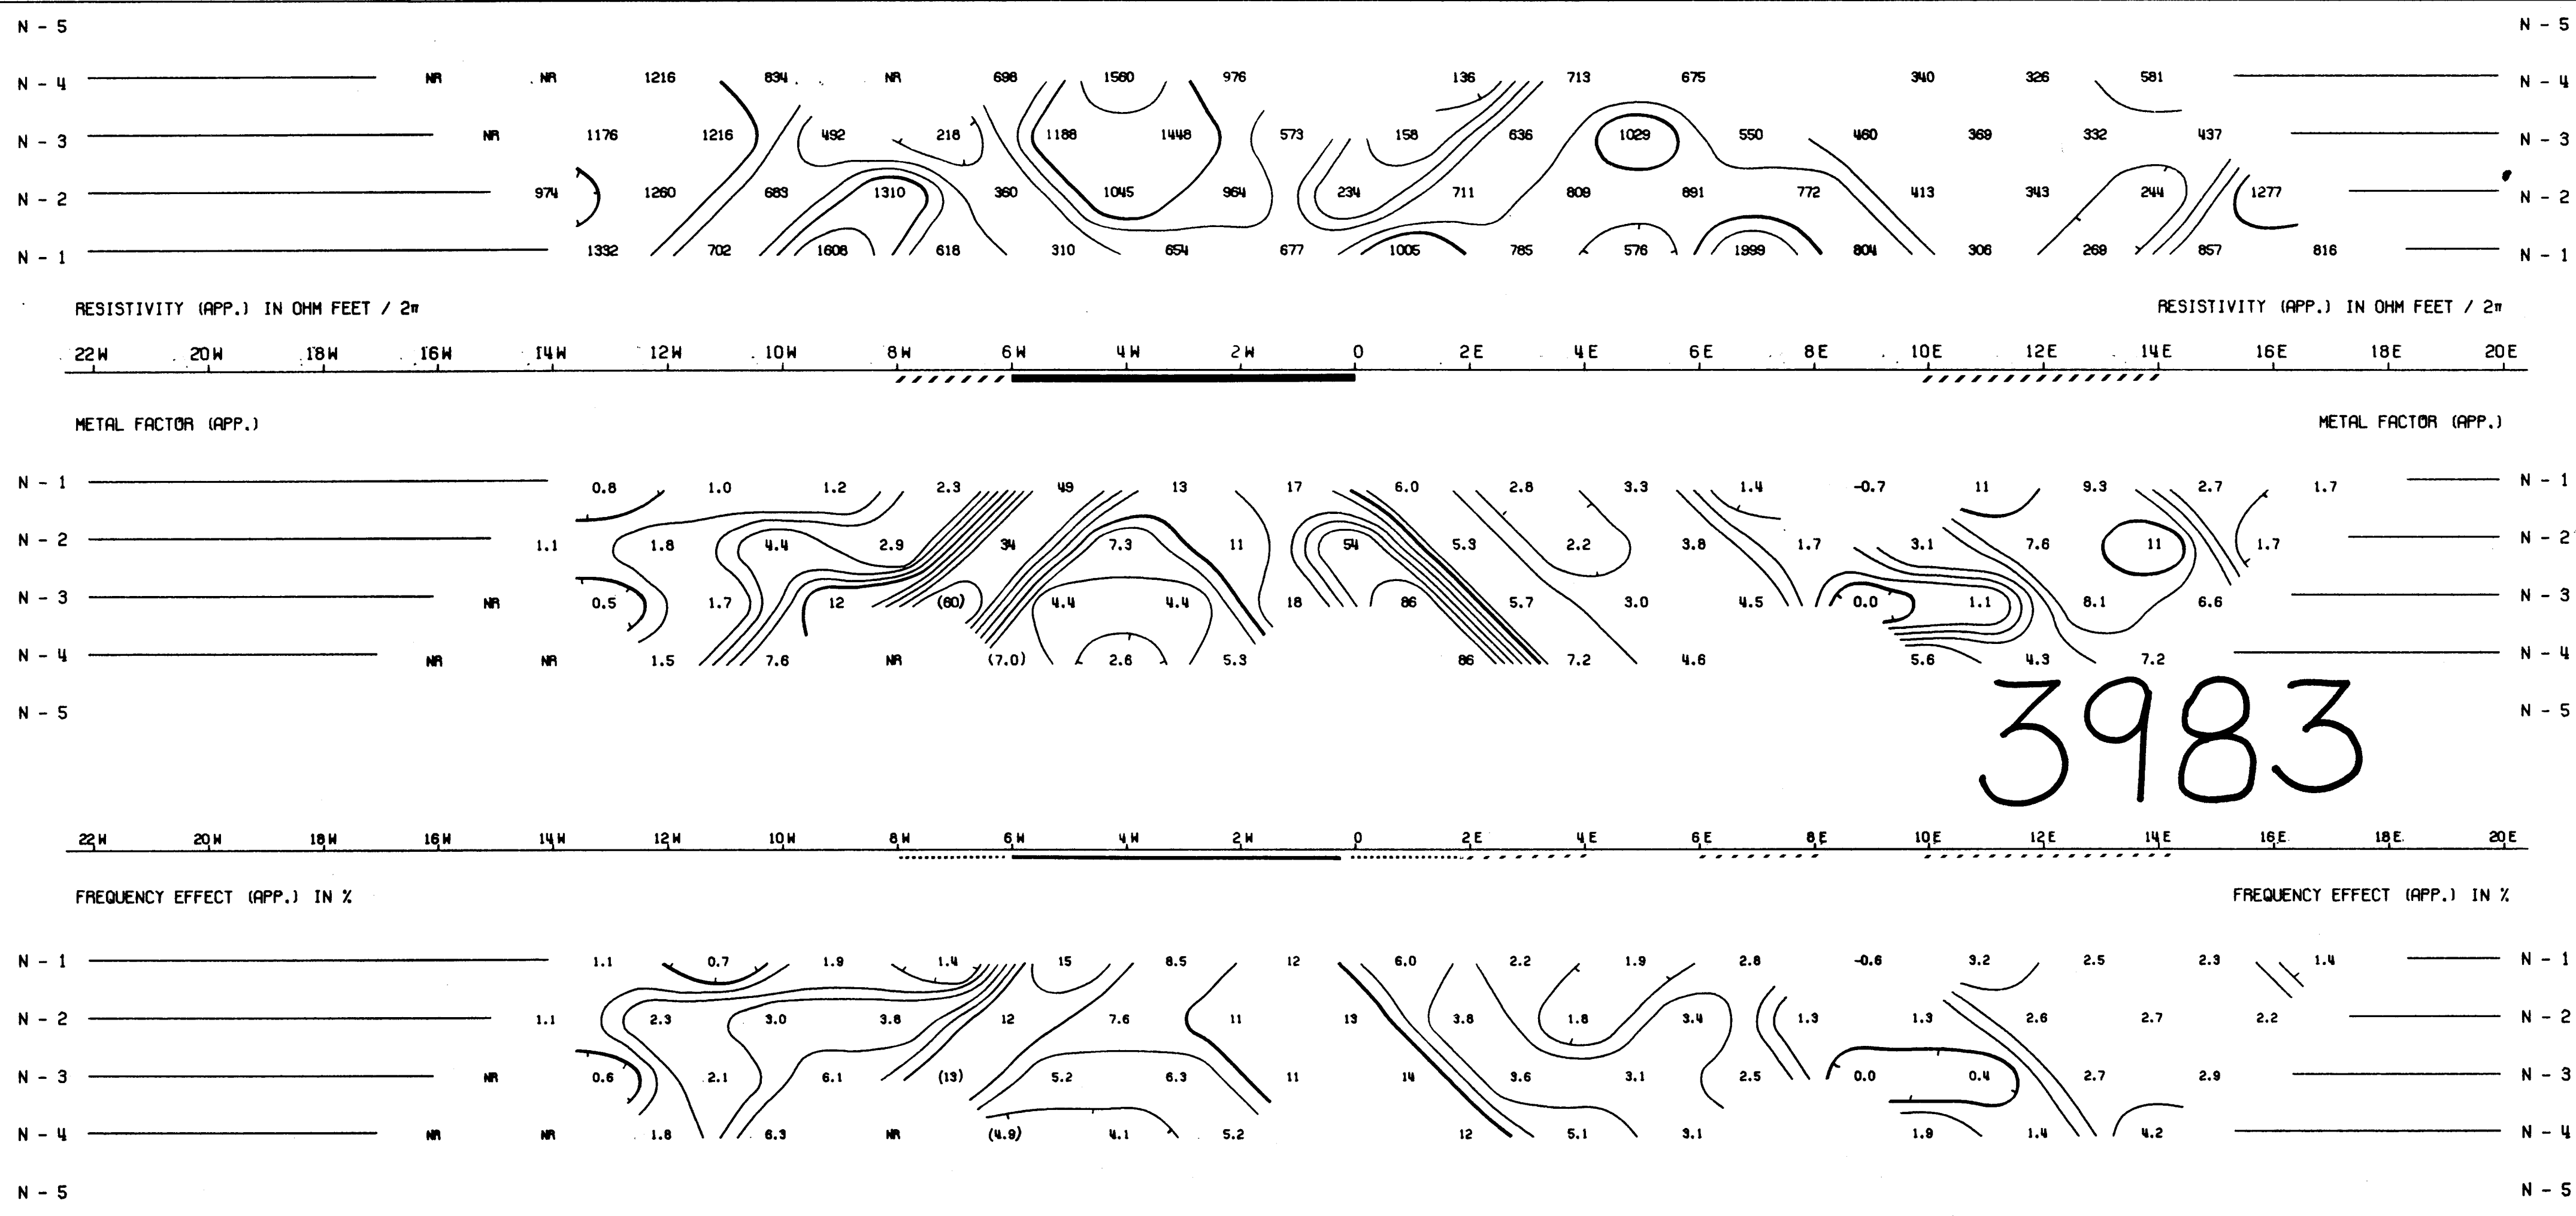 N - 5 N - 5
N - 4 NR NR 1216 834 NR 698 1560 976 136 713 675 340 326 581 N - 4
N - 3 NR 1176 1216 492 218 1188 1448 573 158 636 1029 550 460 369 332 437 N - 3
N - 2 974 1260 683 1310 360 1045 964 234 711 809 891 772 413 343 244 1277 N - 2
N - 1 1332 702 1608 618 310 654 677 1005 785 576 1999 804 306 269 857 816 N - 1
RESISTIVITY (APP.) IN OHM FEET / 2π RESISTIVITY (APP.) IN OHM FEET / 2π
22W 20W 18W 16W 14W 12W 10W 8W 6W 4W 2W 0 2E 4E 6E 8E 10E 12E 14E 16E 18E 20E
METAL FACTOR (APP.) METAL FACTOR (APP.)
N - 1 0.8 1.0 1.2 2.3 49 13 17 6.0 2.8 3.3 1.4 -0.7 11 9.3 2.7 1.7 N - 1
N - 2 1.1 1.8 4.4 2.9 34 7.3 11 54 5.3 2.2 3.8 1.7 3.1 7.6 11 1.7 N - 2
N - 3 NR 0.5 1.7 12 (60) 4.4 4.4 18 86 5.7 3.0 4.5 0.0 1.1 8.1 6.6 N - 3
N - 4 NR NR 1.5 7.6 NR (7.0) 2.6 5.3 86 7.2 4.6 5.6 4.3 7.2 N - 4
N - 5 N - 5
3983
22W 20W 18W 16W 14W 12W 10W 8W 6W 4W 2W 0 2E 4E 6E 8E 10E 12E 14E 16E 18E 20E
FREQUENCY EFFECT (APP.) IN % FREQUENCY EFFECT (APP.) IN %
N - 1 1.1 0.7 1.9 1.4 15 8.5 12 6.0 2.2 1.9 2.8 -0.6 3.2 2.5 2.3 1.4 N - 1
N - 2 1.1 2.3 3.0 3.8 12 7.6 11 13 3.8 1.8 3.4 1.3 1.3 2.6 2.7 2.2 N - 2
N - 3 NR 0.6 2.1 6.1 (13) 5.2 6.3 11 14 3.6 3.1 2.5 0.0 0.4 2.7 2.9 N - 3
N - 4 NR NR 1.8 6.3 NR (4.9) 4.1 5.2 12 5.1 3.1 1.9 1.4 4.2 N - 4
N - 5 N - 5